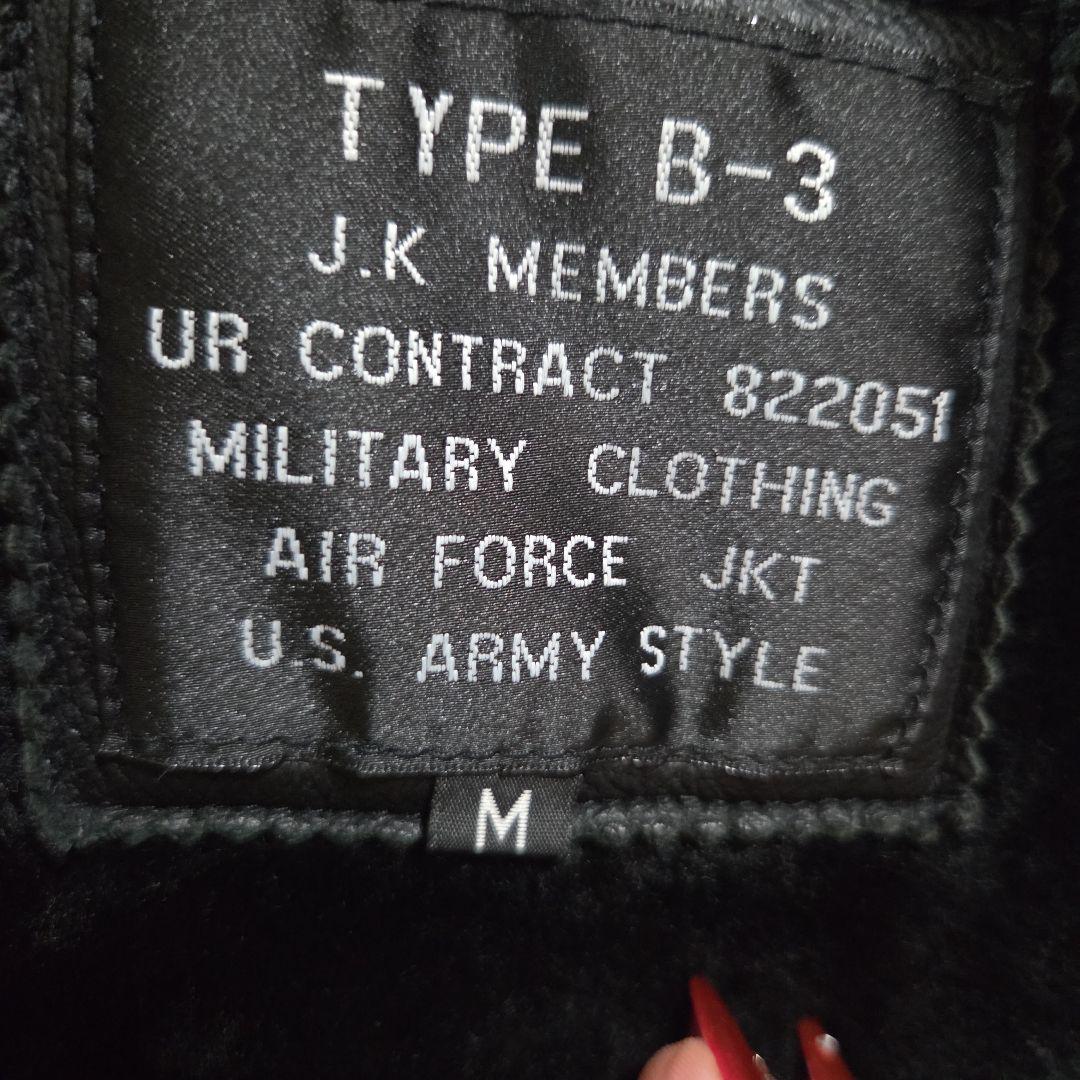 TYPE B-3
J.K MEMBERS
UR CONTRACT 822051
MILITARY CLOTHING
AIR FORCE JKT
U.S. ARMY STYLE
M